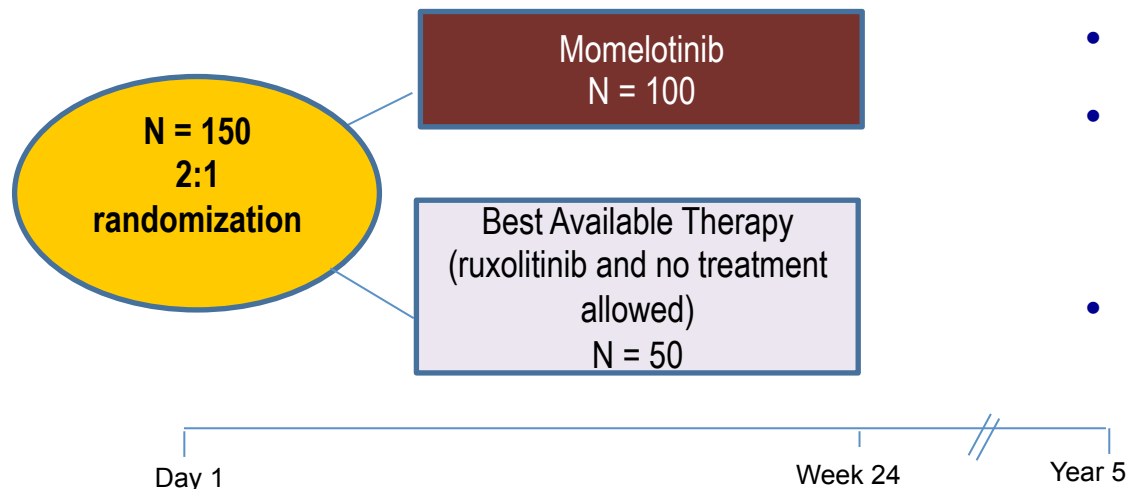 N = 150
2:1
randomization
Momelotinib
N = 100
Best Available Therapy
(ruxolitinib and no treatment
allowed)
N = 50
Day 1
Week 24
Year 5